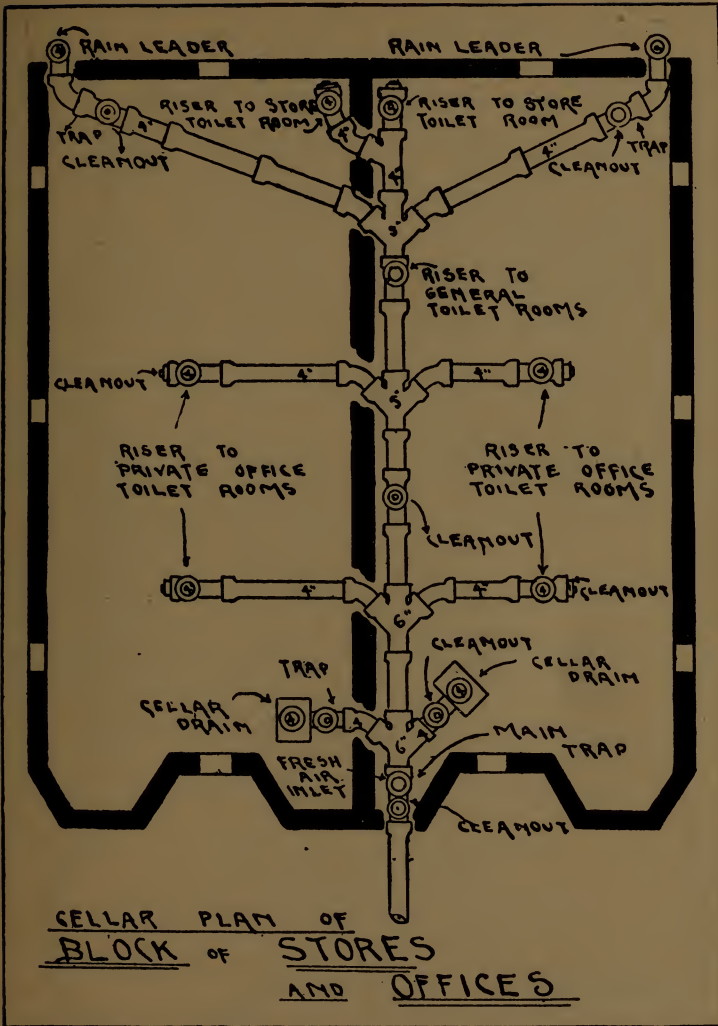 RAIN LEADER
RAIN LEADER
RISER TO STORE
TOILET ROOM
RISER TO STORE
TOILET ROOM
4"
4"
4"
4"
TRAP
CLEANOUT
TRAP
CLEANOUT
5"
RISER TO
GENERAL
TOILET ROOMS
CLEANOUT
4"
4"
5"
RISER TO
PRIVATE OFFICE
TOILET ROOMS
RISER TO
PRIVATE OFFICE
TOILET ROOMS
CLEANOUT
4"
4"
CLEANOUT
6"
CLEANOUT
TRAP
CELLAR
DRAIN
CELLAR
DRAIN
4
4
6"
MAIN
TRAP
FRESH
AIR
INLET
CLEANOUT
CELLAR PLAN OF
BLOCK OF STORES
AND OFFICES